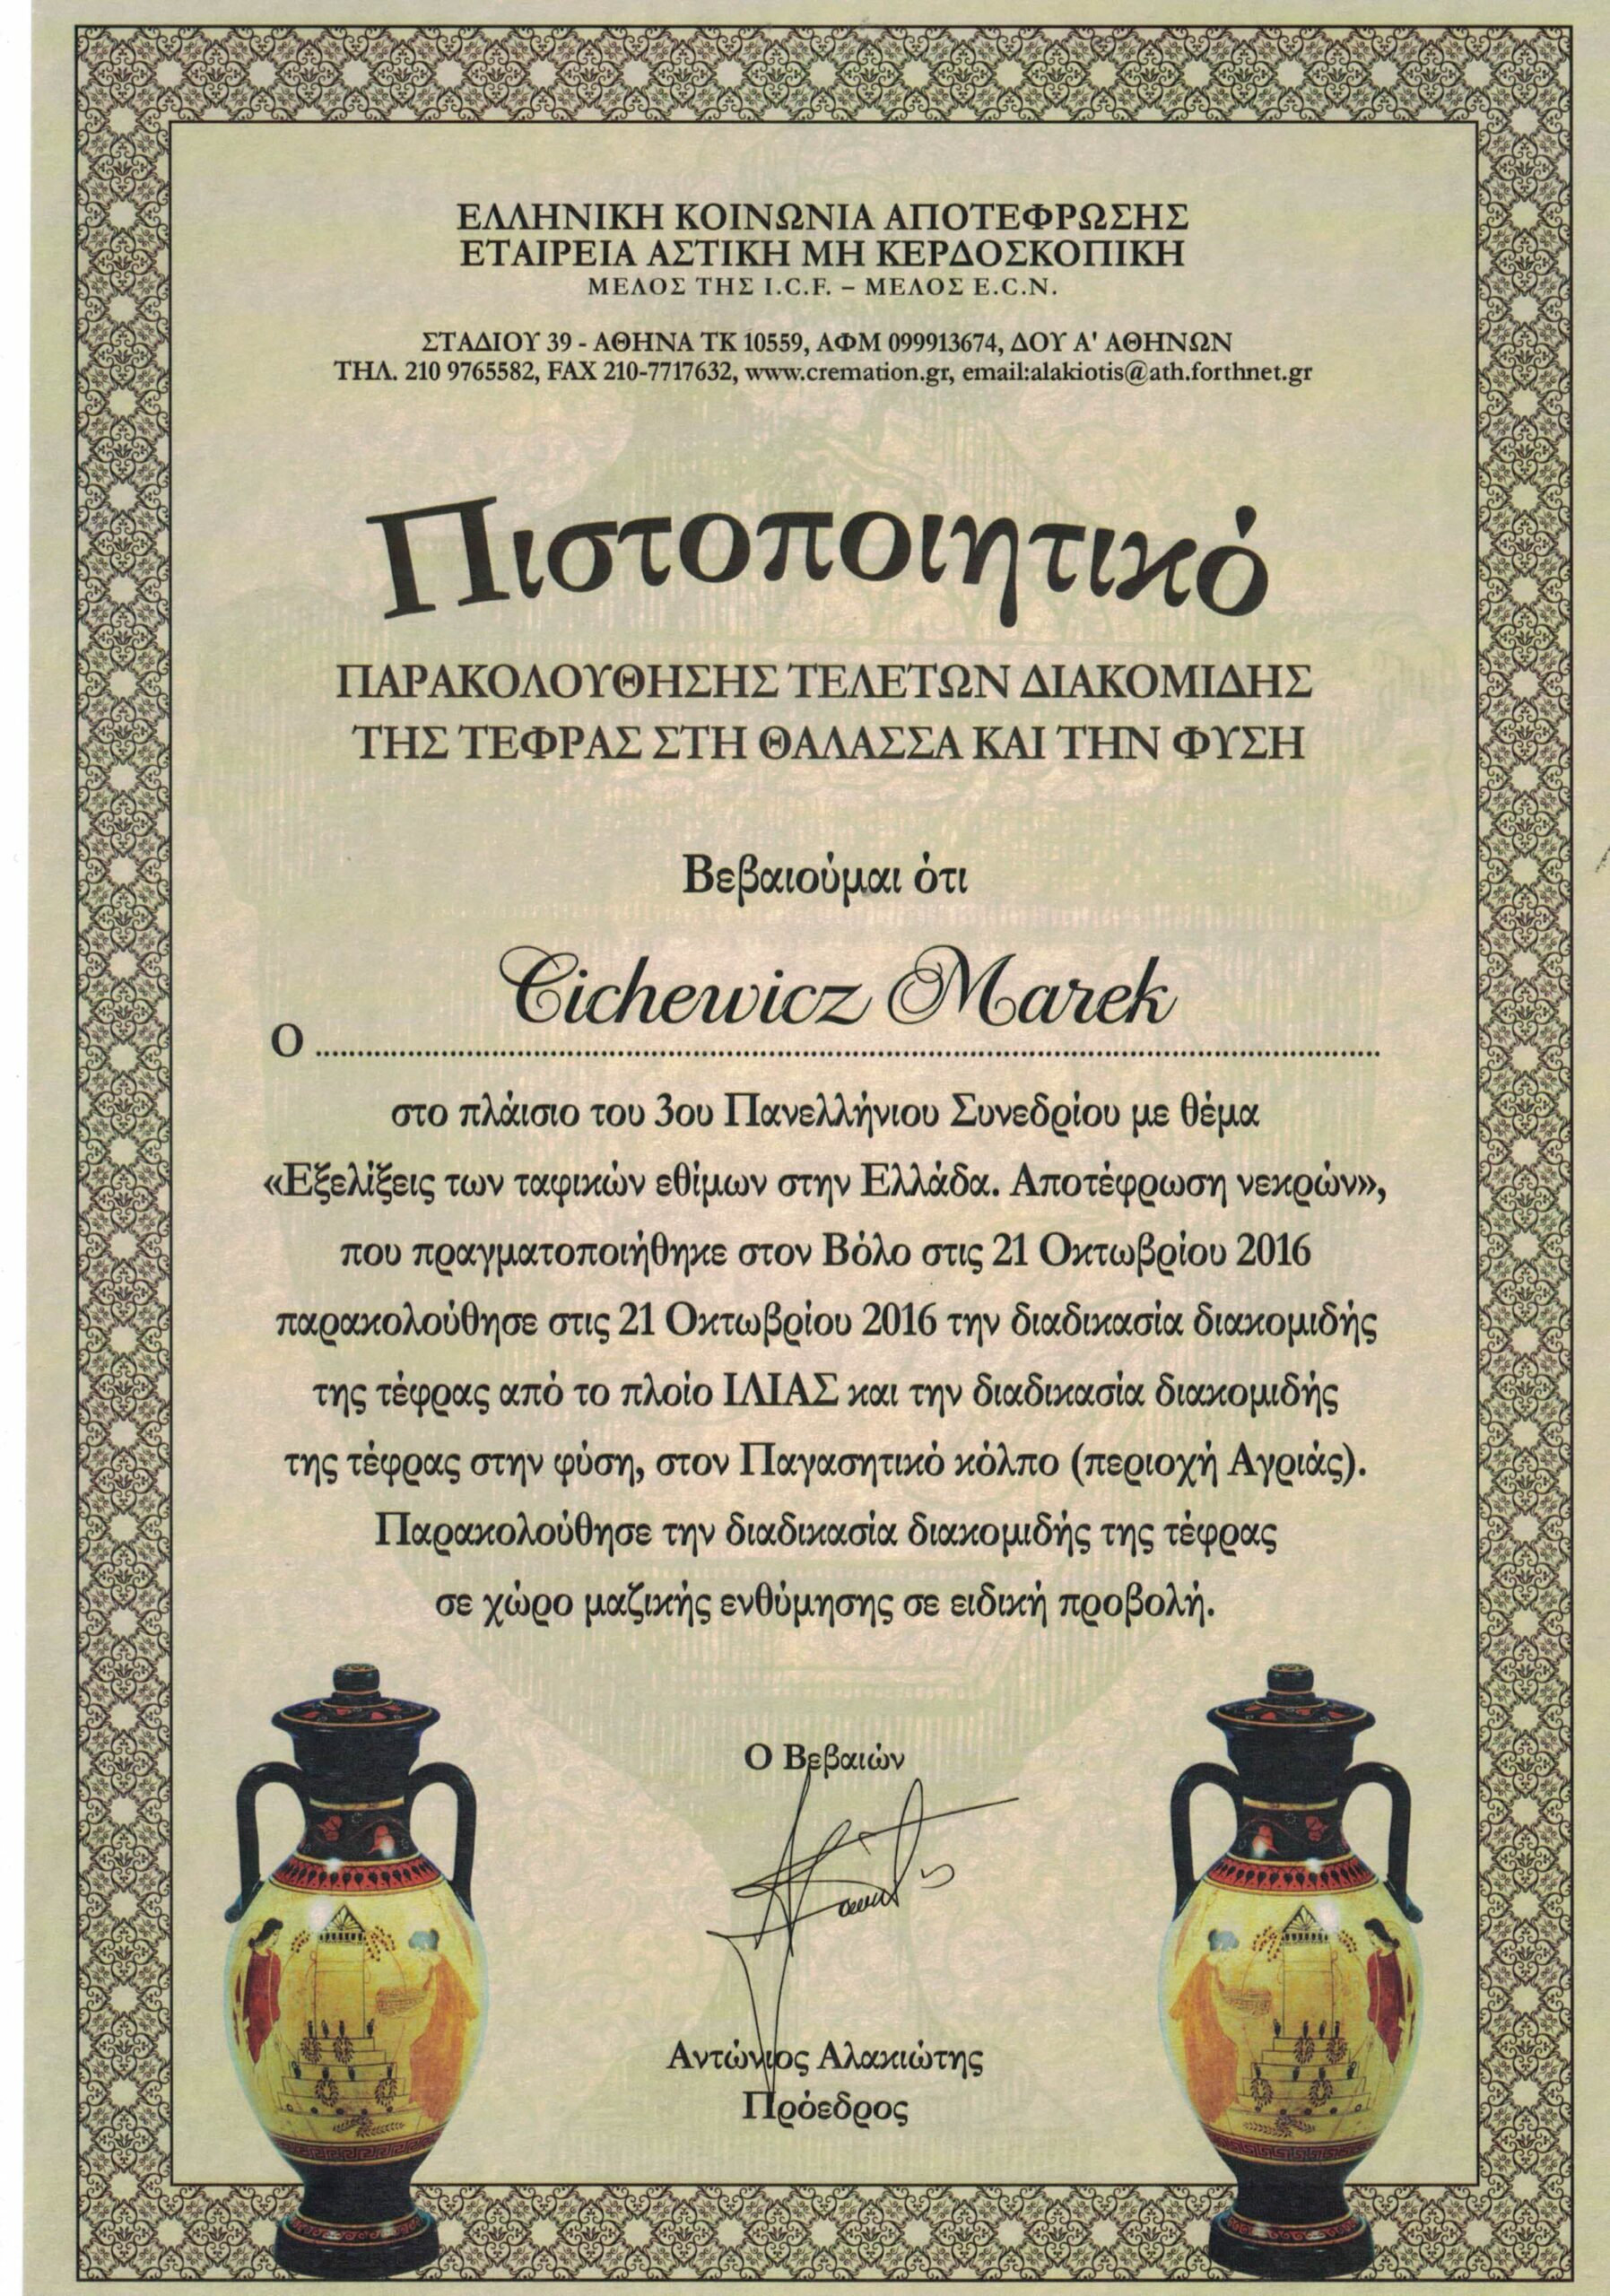 ΕΛΛΗΝΙΚΗ ΚΟΙΝΩΝΙΑ ΑΠΟΤΕΦΡΩΣΗΣ
ΕΤΑΙΡΕΙΑ ΑΣΤΙΚΗ ΜΗ ΚΕΡΔΟΣΚΟΠΙΚΗ
ΜΕΛΟΣ ΤΗΣ I.C.F. – ΜΕΛΟΣ E.C.N.
ΣΤΑΔΙΟΥ 39 - ΑΘΗΝΑ ΤΚ 10559, ΑΦΜ 099913674, ΔΟΥ Α' ΑΘΗΝΩΝ
ΤΗΛ. 210 9765582, FAX 210-7717632, www.cremation.gr, email:alakiotis@ath.forthnet.gr
Πιστοποιητικό
ΠΑΡΑΚΟΛΟΥΘΗΣΗΣ ΤΕΛΕΤΩΝ ΔΙΑΚΟΜΙΔΗΣ
ΤΗΣ ΤΕΦΡΑΣ ΣΤΗ ΘΑΛΑΣΣΑ ΚΑΙ ΤΗΝ ΦΥΣΗ
Βεβαιούμαι ότι
Cichewicz Marek
Ο ..........
στο πλάισιο του 3ου Πανελλήνιου Συνεδρίου με θέμα
«Εξελίξεις των ταφικών εθίμων στην Ελλάδα. Αποτέφρωση νεκρών»,
που πραγματοποιήθηκε στον Βόλο στις 21 Οκτωβρίου 2016
παρακολούθησε στις 21 Οκτωβρίου 2016 την διαδικασία διακομιδής
της τέφρας από το πλοίο ΙΛΙΑΣ και την διαδικασία διακομιδής
της τέφρας στην φύση, στον Παγασητικό κόλπο (περιοχή Αγριάς).
Παρακολούθησε την διαδικασία διακομιδής της τέφρας
σε χώρο μαζικής ενθύμησης σε ειδική προβολή.
Ο Βεβαιών
Αντώνιος Αλακιώτης
Πρόεδρος